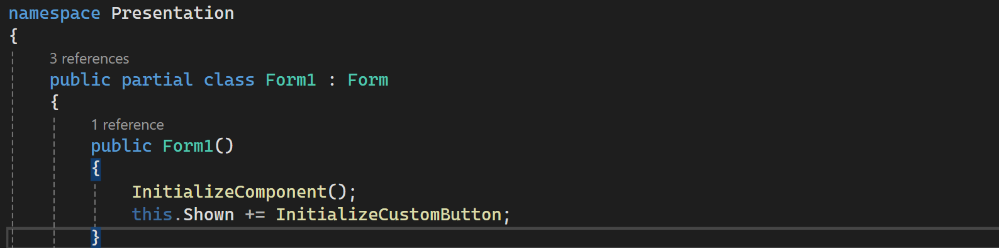 namespace Presentation
{
3 references
public partial class Form1 : Form
{
1 reference
public Form1()
{
InitializeComponent();
this.Shown += InitializeCustomButton;
}